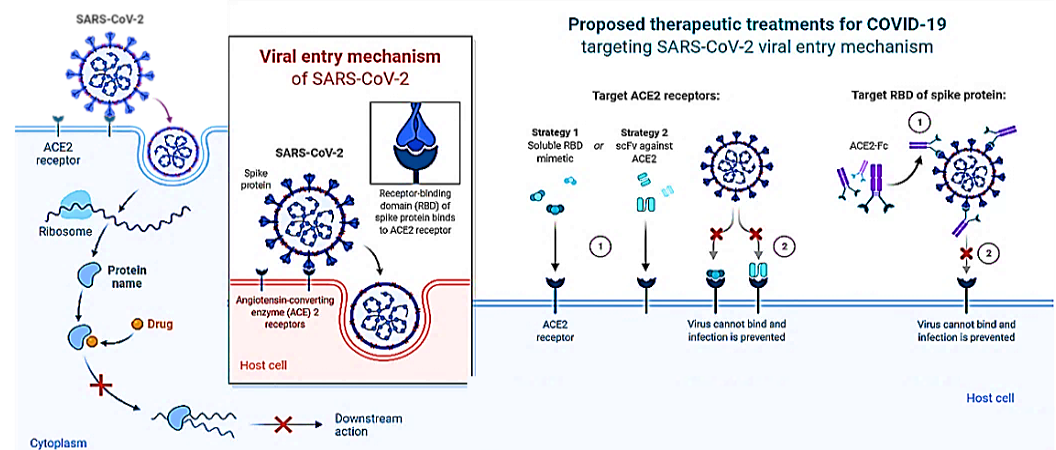 SARS-CoV-2
ACE2
receptor
Ribosome
Protein
name
Drug
Downstream
action
Cytoplasm
Viral entry mechanism
of SARS-CoV-2
SARS-CoV-2
Spike
protein
Receptor-binding
domain (RBD) of
spike protein binds
to ACE2 receptor
Angiotensin-converting
enzyme (ACE) 2
receptors
Host cell
Proposed therapeutic treatments for COVID-19
targeting SARS-CoV-2 viral entry mechanism
Target ACE2 receptors:
Strategy 1
Soluble RBD
mimetic
or
Strategy 2
scFv against
ACE2
1
2
ACE2
receptor
Virus cannot bind and
infection is prevented
Target RBD of spike protein:
1
ACE2-Fc
2
Virus cannot bind and
infection is prevented
Host cell